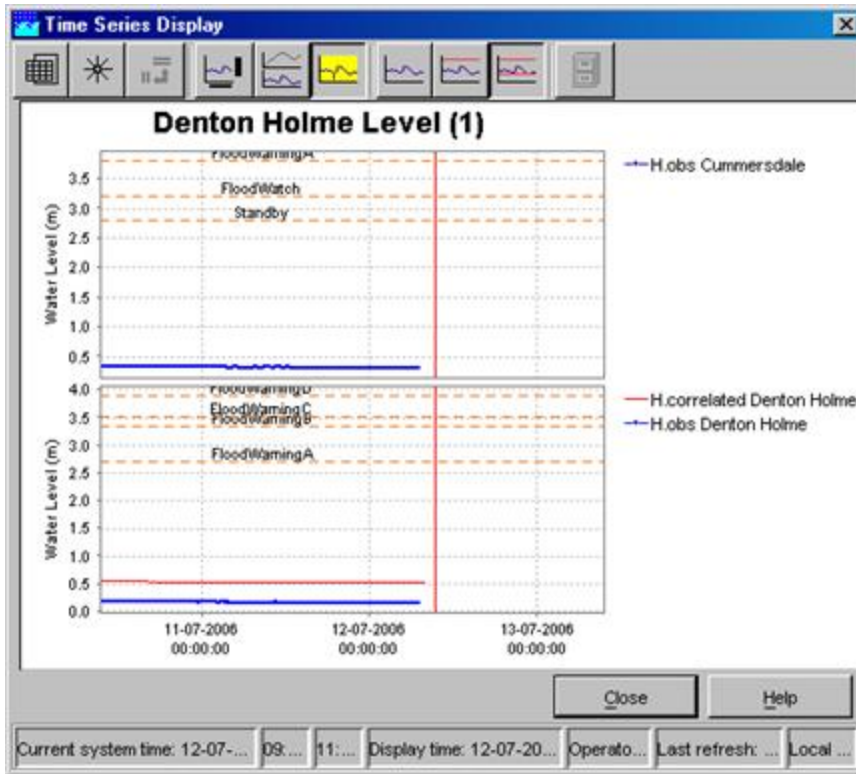 Time Series Display
Denton Holme Level (1)
FloodWarningA
FloodWatch
Standby
3.5
3.0
2.5
2.0
1.5
1.0
0.5
Water Level (m)
H.obs Cummersdale
FloodWarningD
FloodWarningC
FloodWarningB
FloodWarningA
4.0
3.5
3.0
2.5
2.0
1.5
1.0
0.5
0.0
Water Level (m)
H.correlated Denton Holme
H.obs Denton Holme
11-07-2006 12-07-2006 13-07-2006
00:00:00 00:00:00 00:00:00
Close Help
Current system time: 12-07-... 09:... 11:... Display time: 12-07-20... Operato... Last refresh: ... Local ...